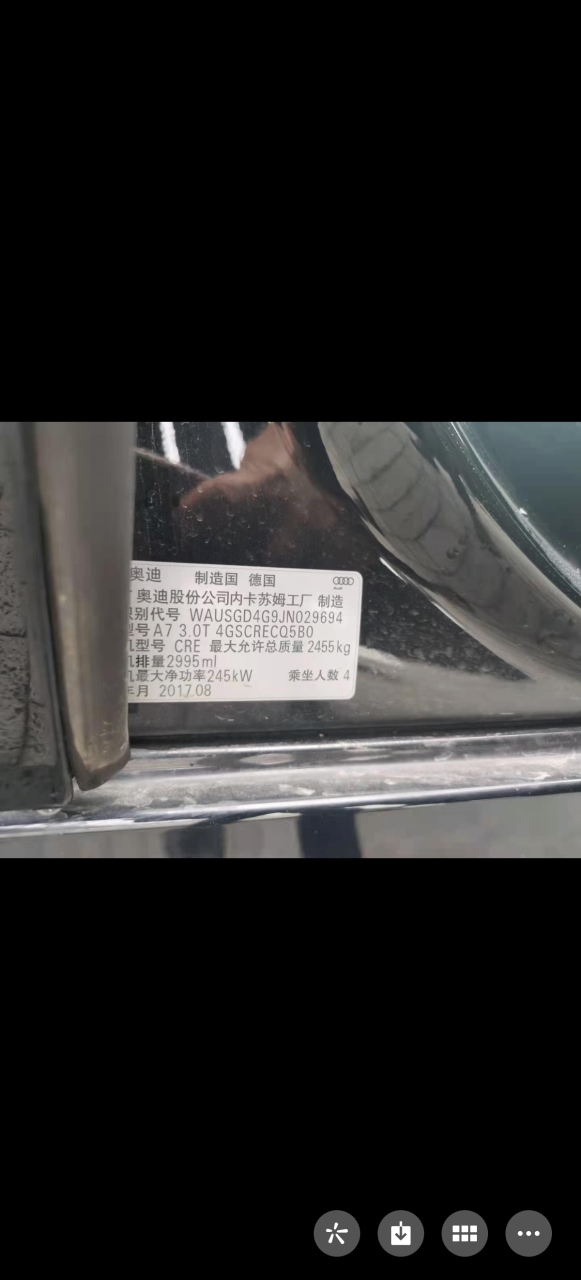 奥迪 制造国 德国
奥迪股份公司内卡苏姆工厂 制造
识别代号 WAUSGD4G9JN029694
型号 A7 3.0T 4GSCRECQ5B0
机型号 CRE 最大允许总质量 2455kg
机排量 2995ml
机最大净功率 245kW 乘坐人数 4
年月 2017.08